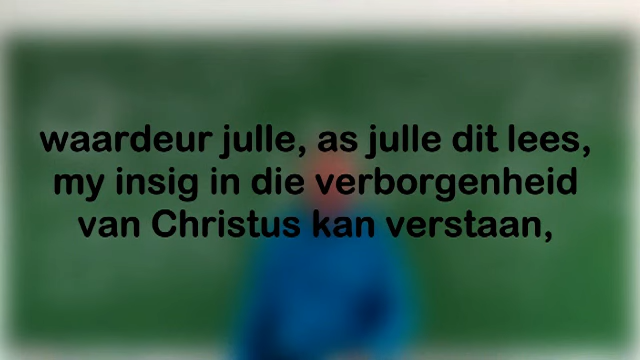 waardeur julle, as julle dit lees,
my insig in die verborgenheid
van Christus kan verstaan,